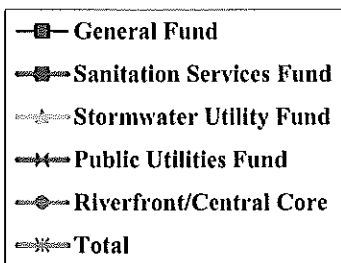 General Fund
Sanitation Services Fund
Stormwater Utility Fund
Public Utilities Fund
Riverfront/Central Core
Total